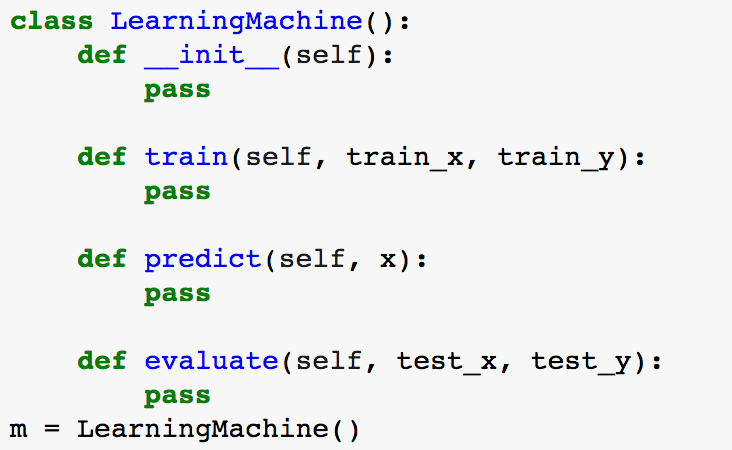 class LearningMachine():
    def __init__(self):
        pass

    def train(self, train_x, train_y):
        pass

    def predict(self, x):
        pass

    def evaluate(self, test_x, test_y):
        pass
m = LearningMachine()